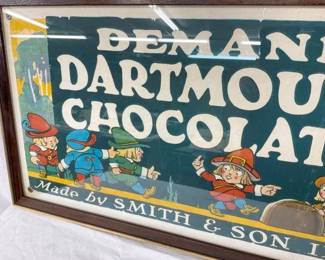 DEMAN
DARTMOU
CHOCOLAT
Made by SMITH & SON